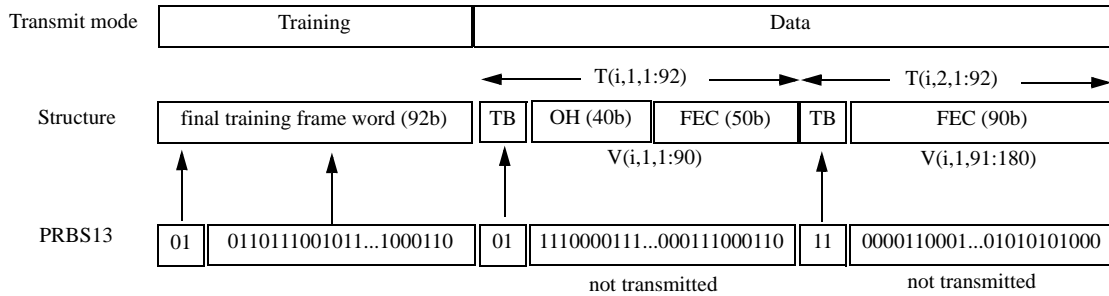 Transmit mode Training Data
T(i,1,1:92) T(i,2,1:92)
Structure final training frame word (92b) TB OH (40b) FEC (50b) TB FEC (90b)
V(i,1,1:90) V(i,1,91:180)
PRBS13 01 0110111001011...1000110 01 1110000111...000111000110 11 0000110001...01010101000
not transmitted not transmitted